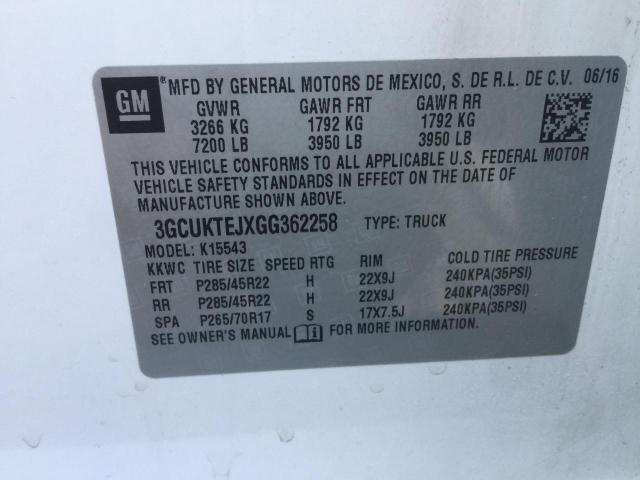 GM ® MFD BY GENERAL MOTORS DE MEXICO, S. DE R.L. DE C.V. 06/16
GVWR GAWR FRT GAWR RR
3266 KG 1792 KG 1792 KG
7200 LB 3950 LB 3950 LB
THIS VEHICLE CONFORMS TO ALL APPLICABLE U.S. FEDERAL MOTOR
VEHICLE SAFETY STANDARDS IN EFFECT ON THE DATE OF
MANUFACTURE SHOWN ABOVE.
3GCUKTEJXGG362258 TYPE: TRUCK
MODEL: K15543
KKWC TIRE SIZE SPEED RTG RIM COLD TIRE PRESSURE
FRT P285/45R22 H 22X9J 240KPA(35PSI)
RR P285/45R22 H 22X9J 240KPA(35PSI)
SPA P265/70R17 S 17X7.5J 240KPA(35PSI)
SEE OWNER'S MANUAL FOR MORE INFORMATION.